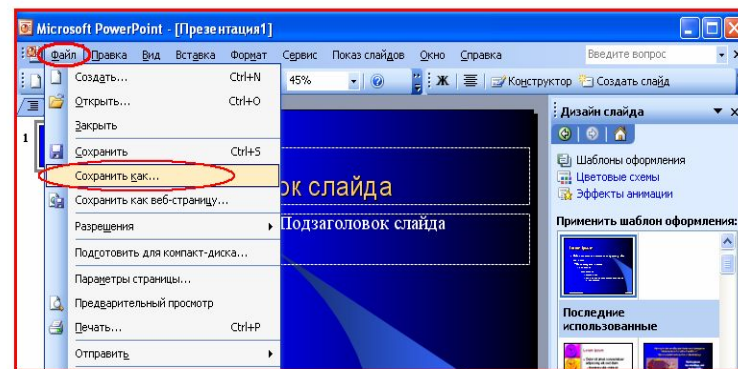 Microsoft PowerPoint - [Презентация1]
Файл Правка Вид Вставка Формат Сервис Показ слайдов Окно Справка
Введите вопрос
45%
Ж
Конструктор
Создать слайд
Создать... Ctrl+N
Открыть... Ctrl+O
Закрыть
Сохранить Ctrl+S
Сохранить как...
Сохранить как веб-страницу...
Разрешения
Подготовить для компакт-диска...
Параметры страницы...
Предварительный просмотр
Печать... Ctrl+P
Отправить
1
ок слайда
Подзаголовок слайда
Дизайн слайда
Шаблоны оформления
Цветовые схемы
Эффекты анимации
Применить шаблон оформления:
Последние
использованные